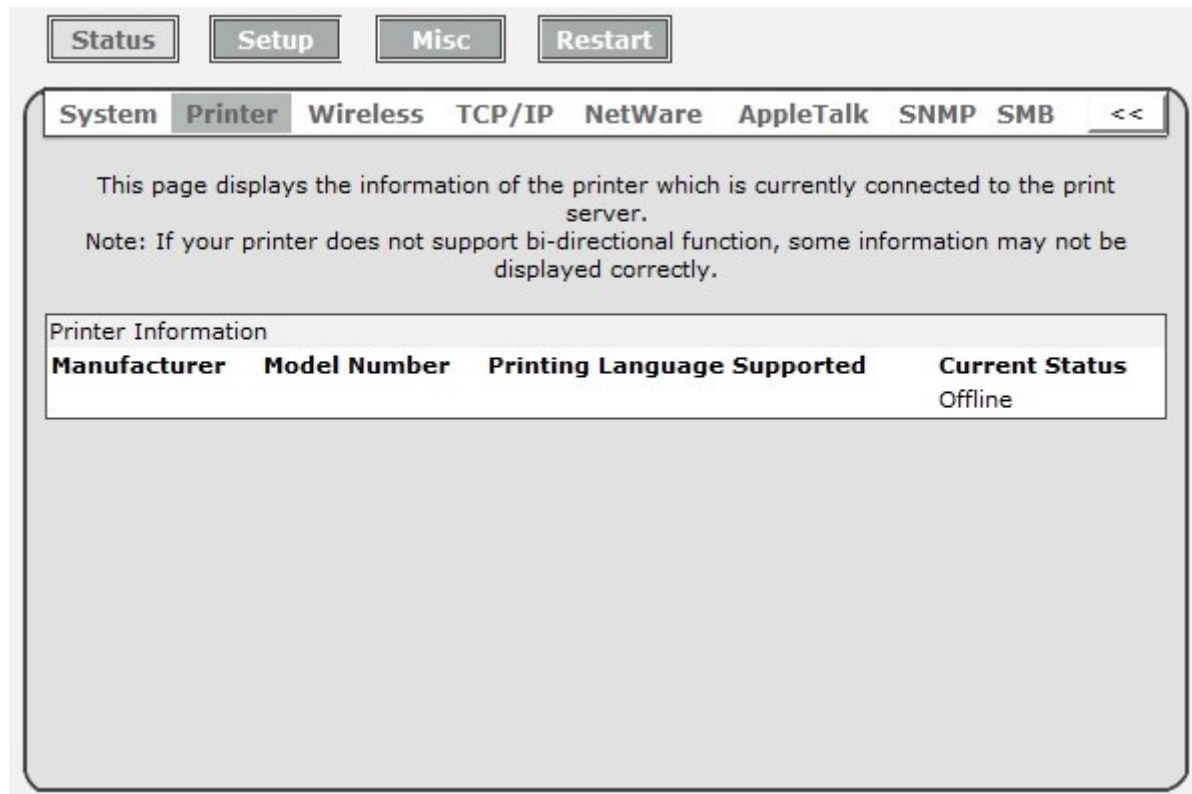 Status Setup Misc Restart
System Printer Wireless TCP/IP NetWare AppleTalk SNMP SMB <<
This page displays the information of the printer which is currently connected to the print
server.
Note: If your printer does not support bi-directional function, some information may not be
displayed correctly.
Printer Information
Manufacturer Model Number Printing Language Supported Current Status
Offline